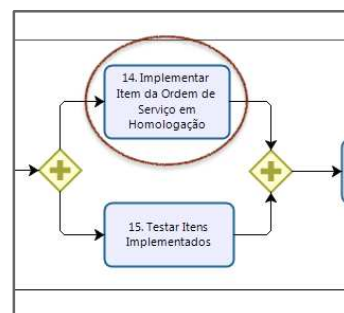 14. Implementar
Item da Ordem de
Serviço em
Homologação
15. Testar Itens
Implementados